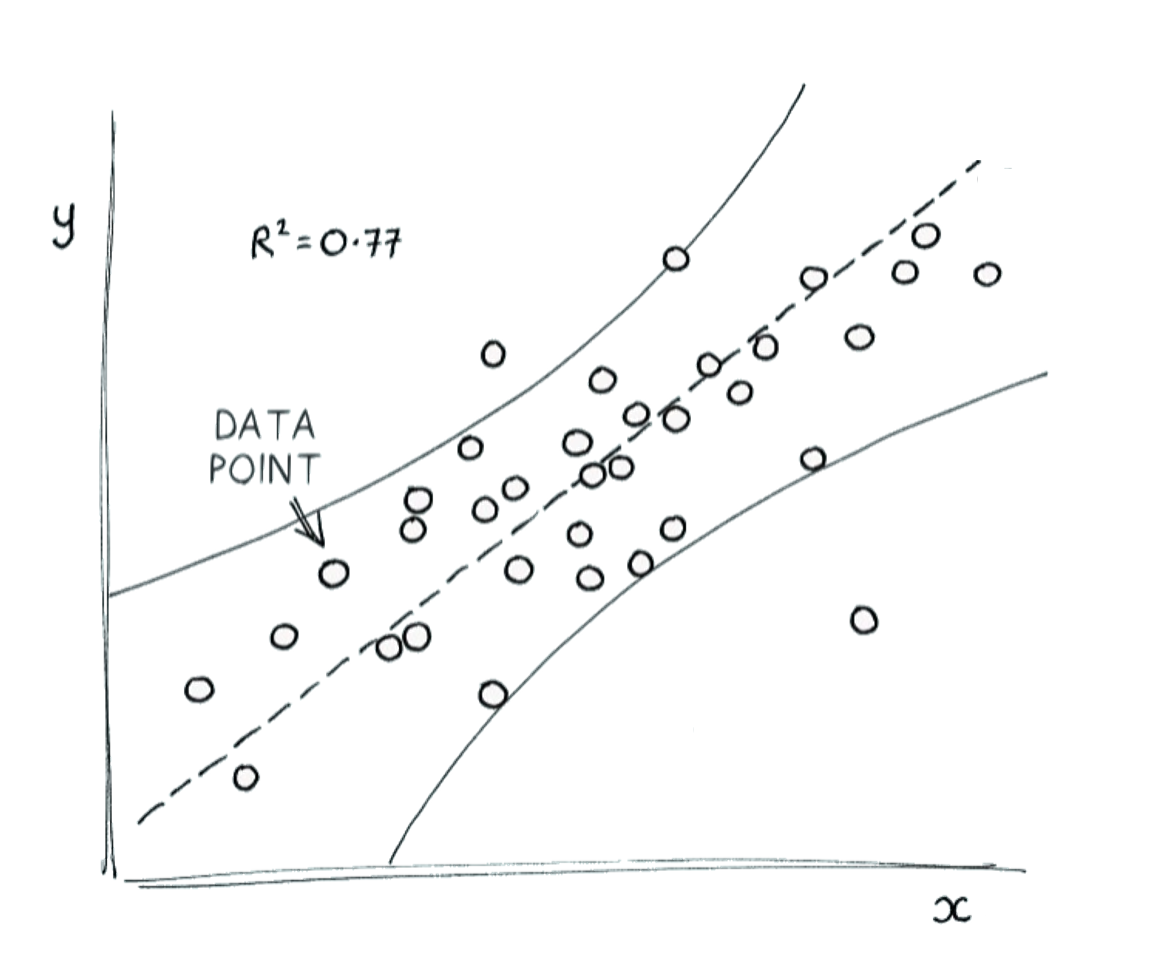 y
R² = 0.77
DATA
POINT
x